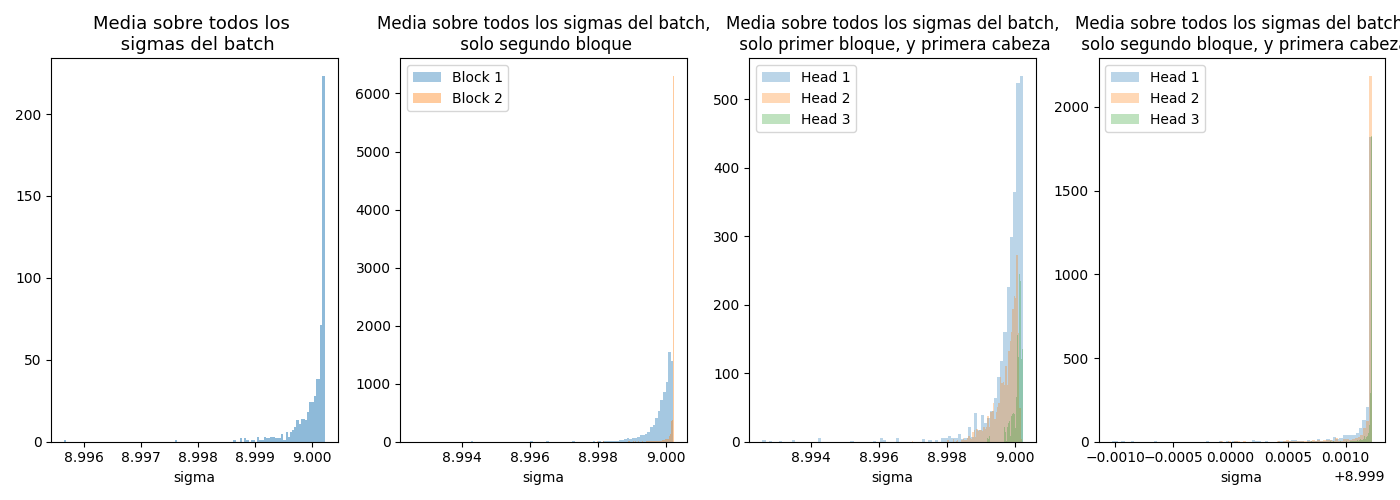 Media sobre todos los
sigmas del batch
0
50
100
150
200
8.996
8.997
8.998
8.999
9.000
sigma
Media sobre todos los sigmas del batch,
solo segundo bloque
Block 1
Block 2
0
1000
2000
3000
4000
5000
6000
8.994
8.996
8.998
9.000
sigma
Media sobre todos los sigmas del batch,
solo primer bloque, y primera cabeza
Head 1
Head 2
Head 3
0
100
200
300
400
500
8.994
8.996
8.998
9.000
sigma
Media sobre todos los sigmas del batch
solo segundo bloque, y primera cabeza
Head 1
Head 2
Head 3
0
500
1000
1500
2000
−0.0010
−0.0005
0.0000
0.0005
0.0010
+8.999
sigma